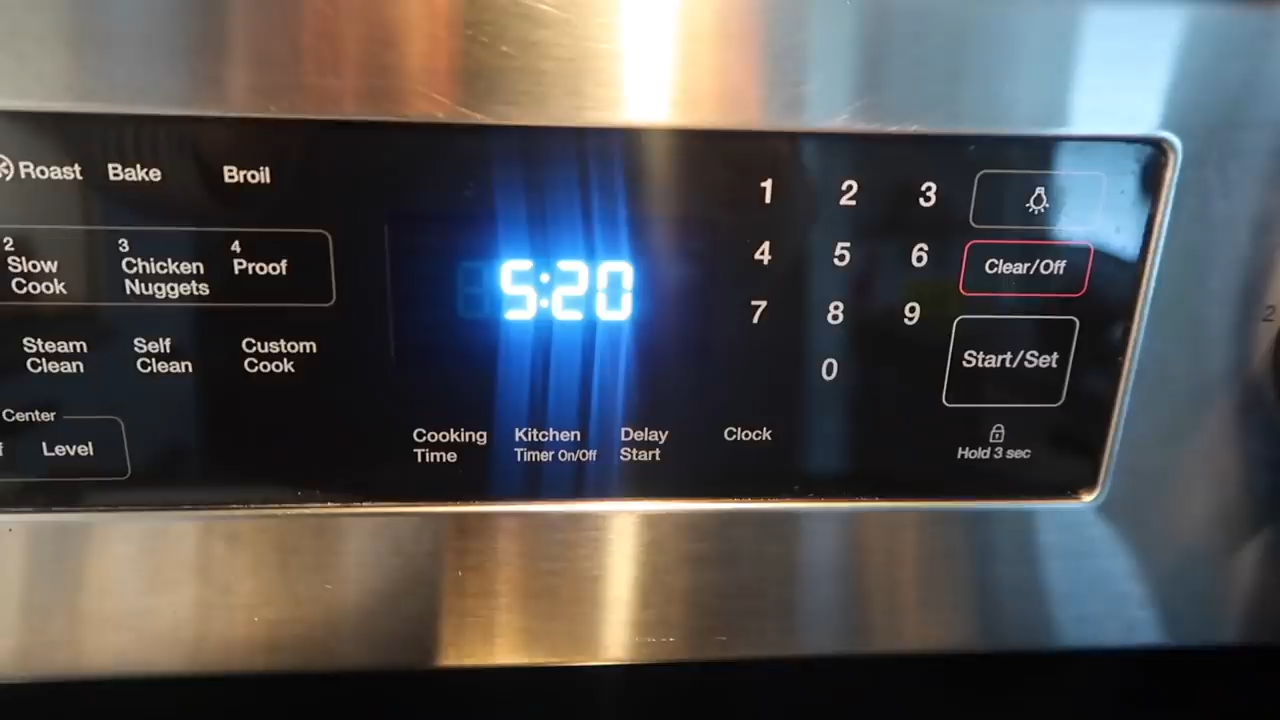 Roast Bake Broil
2 Slow Cook
3 Chicken Nuggets
4 Proof
Steam Clean
Self Clean
Custom Cook
Center
Level
5:20
Cooking Time
Kitchen Timer On/Off
Delay Start
Clock
1 2 3
4 5 6
7 8 9
0
Clear/Off
Start/Set
Hold 3 sec
2